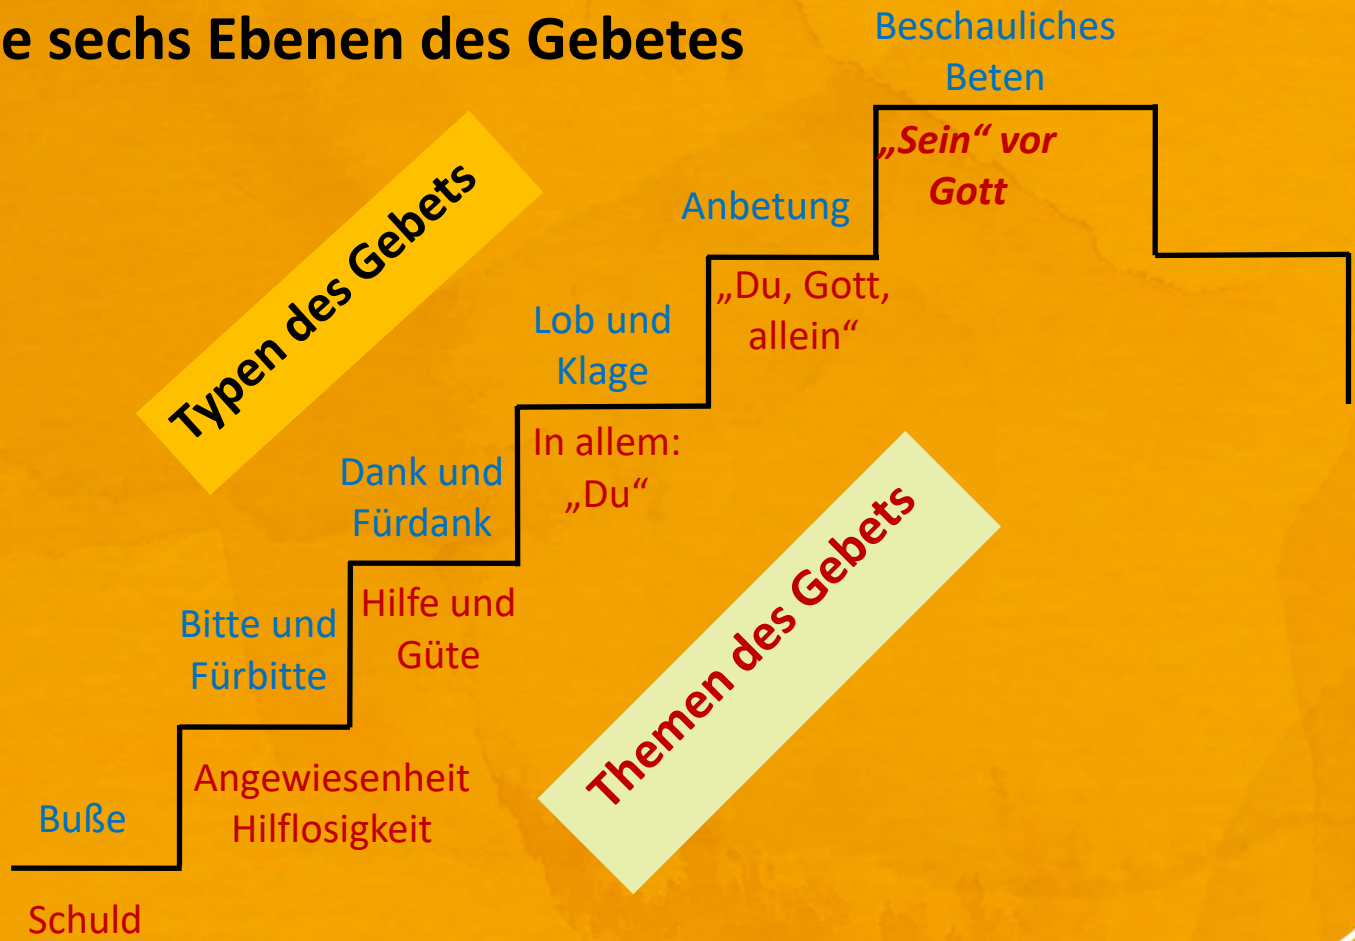 e sechs Ebenen des Gebetes
Beschauliches
Beten
„Sein“ vor
Gott
Typen des Gebets
Anbetung
„Du, Gott,
allein“
Lob und
Klage
In allem:
„Du“
Dank und
Fürdank
Hilfe und
Güte
Themen des Gebets
Bitte und
Fürbitte
Angewiesenheit
Hilflosigkeit
Buße
Schuld